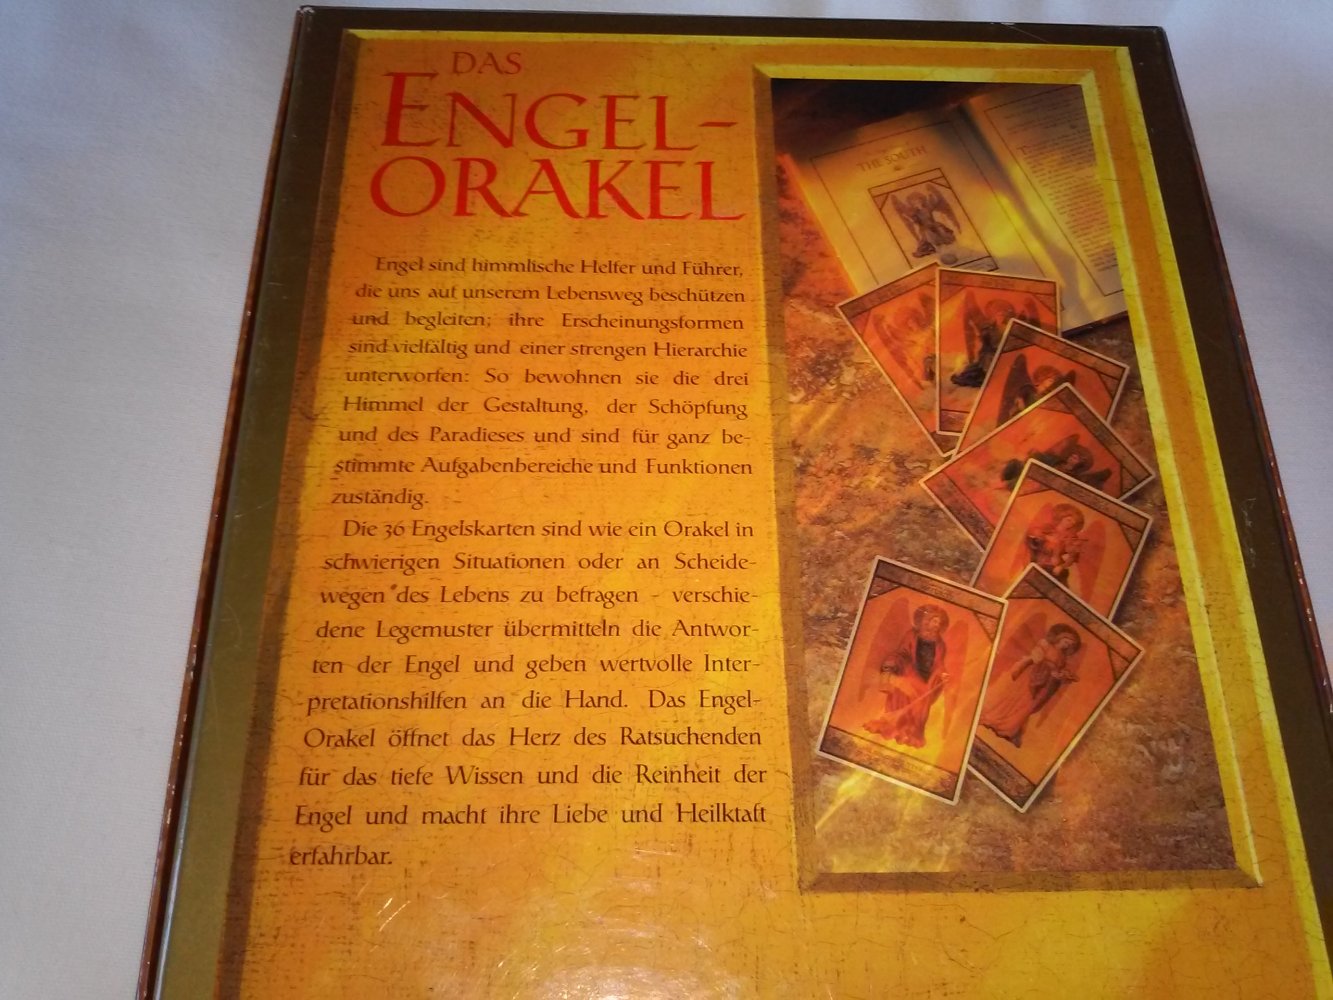 DAS
ENGEL-
ORAKEL
Engel sind himmlische Helfer und Führer,
die uns auf unserem Lebensweg beschützen
und begleiten; ihre Erscheinungsformen
sind vielfältig und einer strengen Hierarchie
unterworfen: So bewohnen sie die drei
Himmel der Gestaltung, der Schöpfung
und des Paradieses und sind für ganz be-
stimmte Aufgabenbereiche und Funktionen
zuständig.
Die 36 Engelskarten sind wie ein Orakel in
schwierigen Situationen oder an Scheide-
wegen des Lebens zu befragen - verschie-
dene Legemuster übermitteln die Antwor-
ten der Engel und geben wertvolle Inter-
pretationshilfen an die Hand. Das Engel-
Orakel öffnet das Herz des Ratsuchenden
für das tiefe Wissen und die Reinheit der
Engel und macht ihre Liebe und Heilktaft
erfahrbar.
THE SOUTH